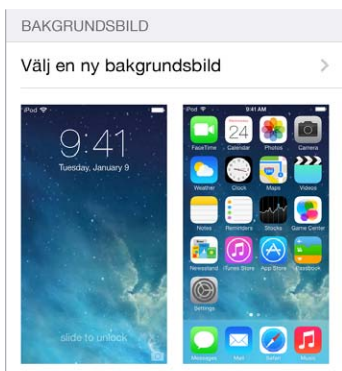 BAKGRUNDSBILD
Välj en ny bakgrundsbild
iPod 9:41 AM
iPod
9:41
Tuesday, January 9
24
FaceTime Calendar Photos Camera
Weather Clock Maps Videos
Notes Reminders Stocks Game Center
Newsstand iTunes Store App Store Passbook
Settings
slide to unlock
Messages Mail Safari Music